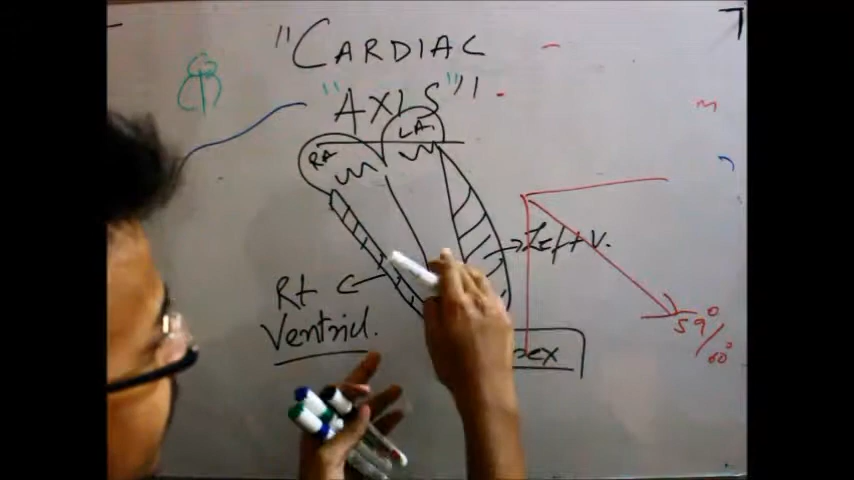 "CARDIAC
"AXIS"
RA
LA
Left V.
Rt
Ventricl.
59°/60°